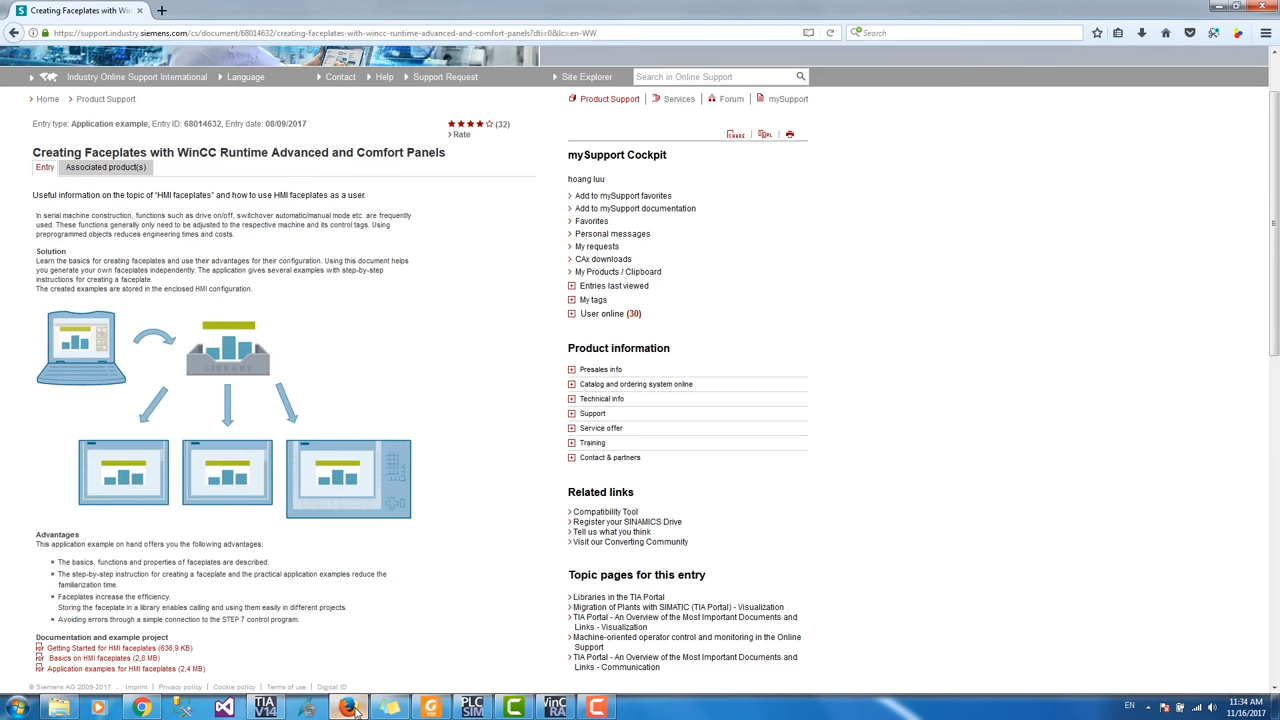 Creating Faceplates with Win
https://support.industry.siemens.com/cs/document/68014632/creating-faceplates-with-wincc-runtime-advanced-and-comfort-panels?dti=0&lc=en-WW
Search
Industry Online Support International
Language
Contact
Help
Support Request
Site Explorer
Search in Online Support
Home
Product Support
Product Support
Services
Forum
mySupport
Entry type: Application example, Entry ID: 68014632, Entry date: 08/09/2017
(32)
Rate
SHARE
Creating Faceplates with WinCC Runtime Advanced and Comfort Panels
Entry
Associated product(s)
Useful information on the topic of "HMI faceplates" and how to use HMI faceplates as a user.
In serial machine construction, functions such as drive on/off, switchover automatic/manual mode etc. are frequently
used. These functions generally only need to be adjusted to the respective machine and its control tags. Using
preprogrammed objects reduces engineering times and costs.
Solution
Learn the basics for creating faceplates and use their advantages for their configuration. Using this document helps
you generate your own faceplates independently. The application gives several examples with step-by-step
instructions for creating a faceplate.
The created examples are stored in the enclosed HMI configuration.
LIBRARY
Advantages
This application example on hand offers you the following advantages:
The basics, functions and properties of faceplates are described.
The step-by-step instruction for creating a faceplate and the practical application examples reduce the
familiarization time.
Faceplates increase the efficiency.
Storing the faceplate in a library enables calling and using them easily in different projects.
Avoiding errors through a simple connection to the STEP 7 control program.
Documentation and example project
Getting Started for HMI faceplates (636,9 KB)
Basics on HMI faceplates (2,8 MB)
Application examples for HMI faceplates (2,4 MB)
mySupport Cockpit
hoang luu
Add to mySupport favorites
Add to mySupport documentation
Favorites
Personal messages
My requests
CAx downloads
My Products / Clipboard
Entries last viewed
My tags
User online (30)
Product information
Presales info
Catalog and ordering system online
Technical info
Support
Service offer
Training
Contact & partners
Related links
Compatibility Tool
Register your SINAMICS Drive
Tell us what you think
Visit our Converting Community
Topic pages for this entry
Libraries in the TIA Portal
Migration of Plants with SIMATIC (TIA Portal) - Visualization
TIA Portal - An Overview of the Most Important Documents and
Links - Visualization
Machine-oriented operator control and monitoring in the Online
Support
TIA Portal - An Overview of the Most Important Documents and
Links - Communication
© Siemens AG 2009-2017
Imprint
Privacy policy
Cookie policy
Terms of use
Digital ID
TIA
V14
PLC
SIM
WinC
RA
EN
11:34 AM
11/16/2017